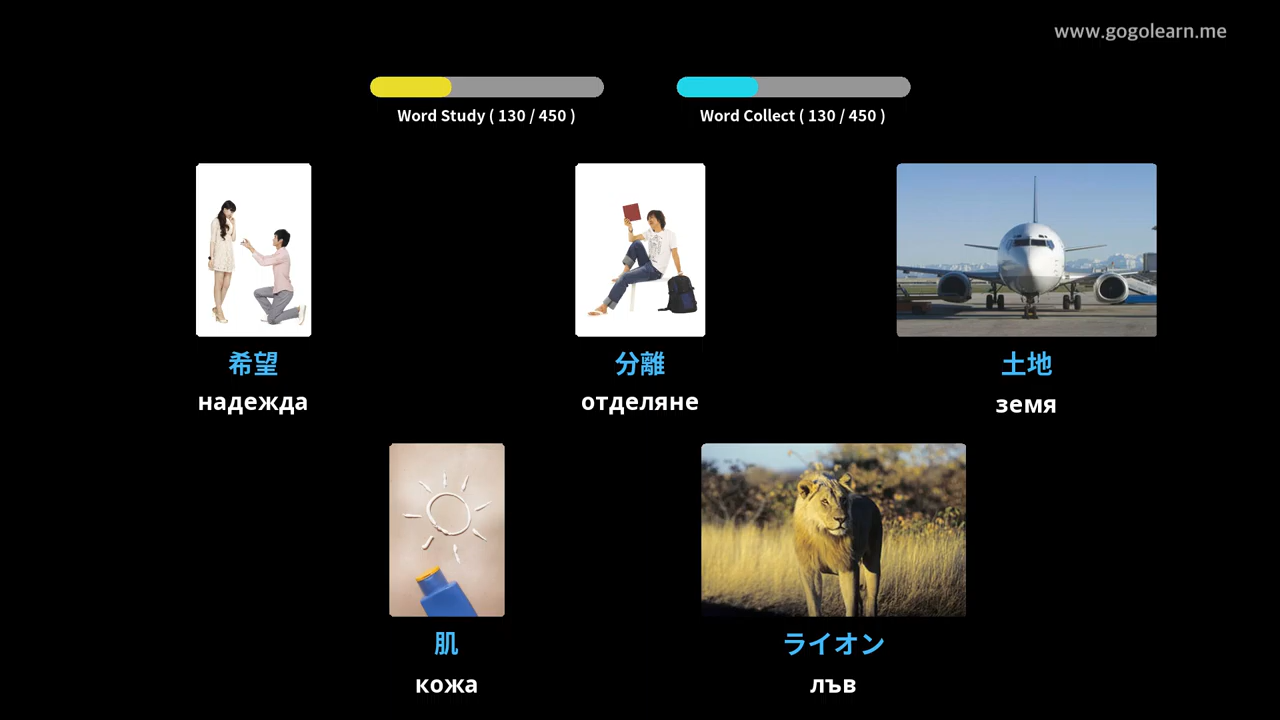 www.gogolearn.me
Word Study ( 130 / 450 )
Word Collect ( 130 / 450 )
希望
分離
土地
надежда
отделяне
земя
肌
ライオン
кожа
лъв